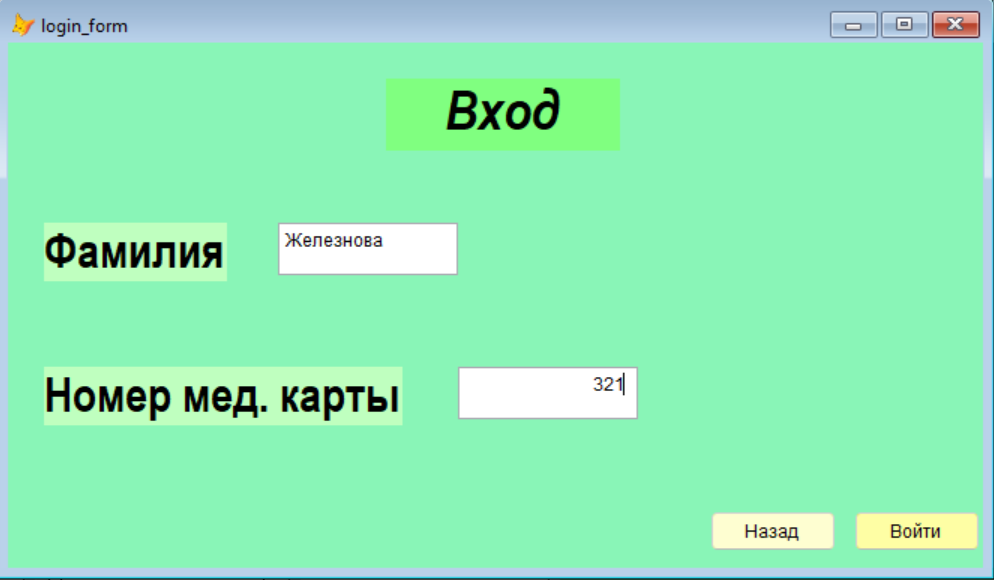 login_form
Вход
Фамилия
Железнова
Номер мед. карты
321
Назад
Войти